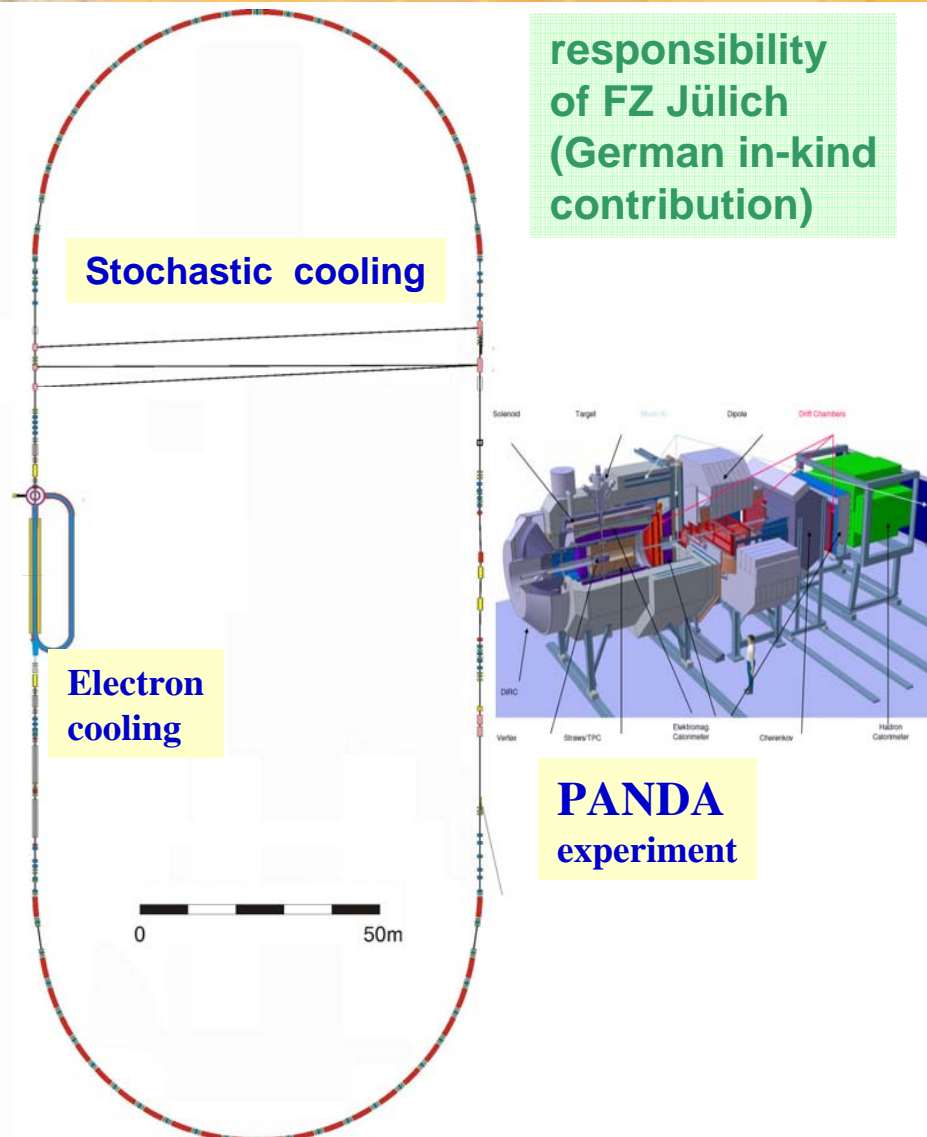 responsibility
of FZ Jülich
(German in-kind
contribution)
Stochastic cooling
Solenoid Target Dipole Drift Chambers
Electron
cooling
DIRC
Vertex Straws/TPC Elektromag.
Calorimeter Cherenkov Hadron
Calorimeter
PANDA
experiment
0 50m